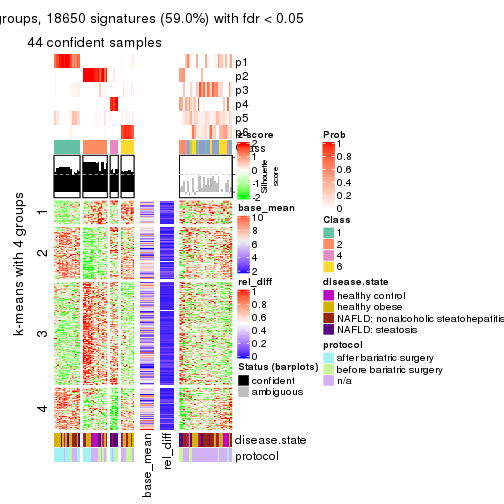 groups, 18650 signatures (59.0%) with fdr < 0.05
44 confident samples
p1
p2
p3
p4
p5
p6
z-score
2
1
0
-1
-2
Class
Silhouette
score
Prob
1
0.8
0.6
0.4
0.2
0
k-means with 4 groups
1
2
3
4
base_mean
10
8
6
4
2
rel_diff
1
0.8
0.6
0.4
0.2
0
Status (barplots)
confident
ambiguous
Class
1
2
4
6
disease.state
healthy control
healthy obese
NAFLD: nonalcoholic steatohepatitis
NAFLD: steatosis
protocol
after bariatric surgery
before bariatric surgery
n/a
disease.state
protocol
base_mean
rel_diff